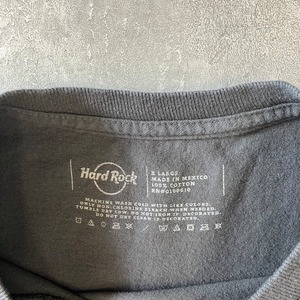 Hard Rock
X LARGE
MADE IN MEXICO
100% COTTON
MACHINE WASH COLD WITH LIKE COLORS.
ONLY NON-CHLORINE BLEACH WHEN NEEDED.
TUMBLE DRY LOW. DO NOT IRON IF DECORATED.
DO NOT DRY CLEAN IF DECORATED.